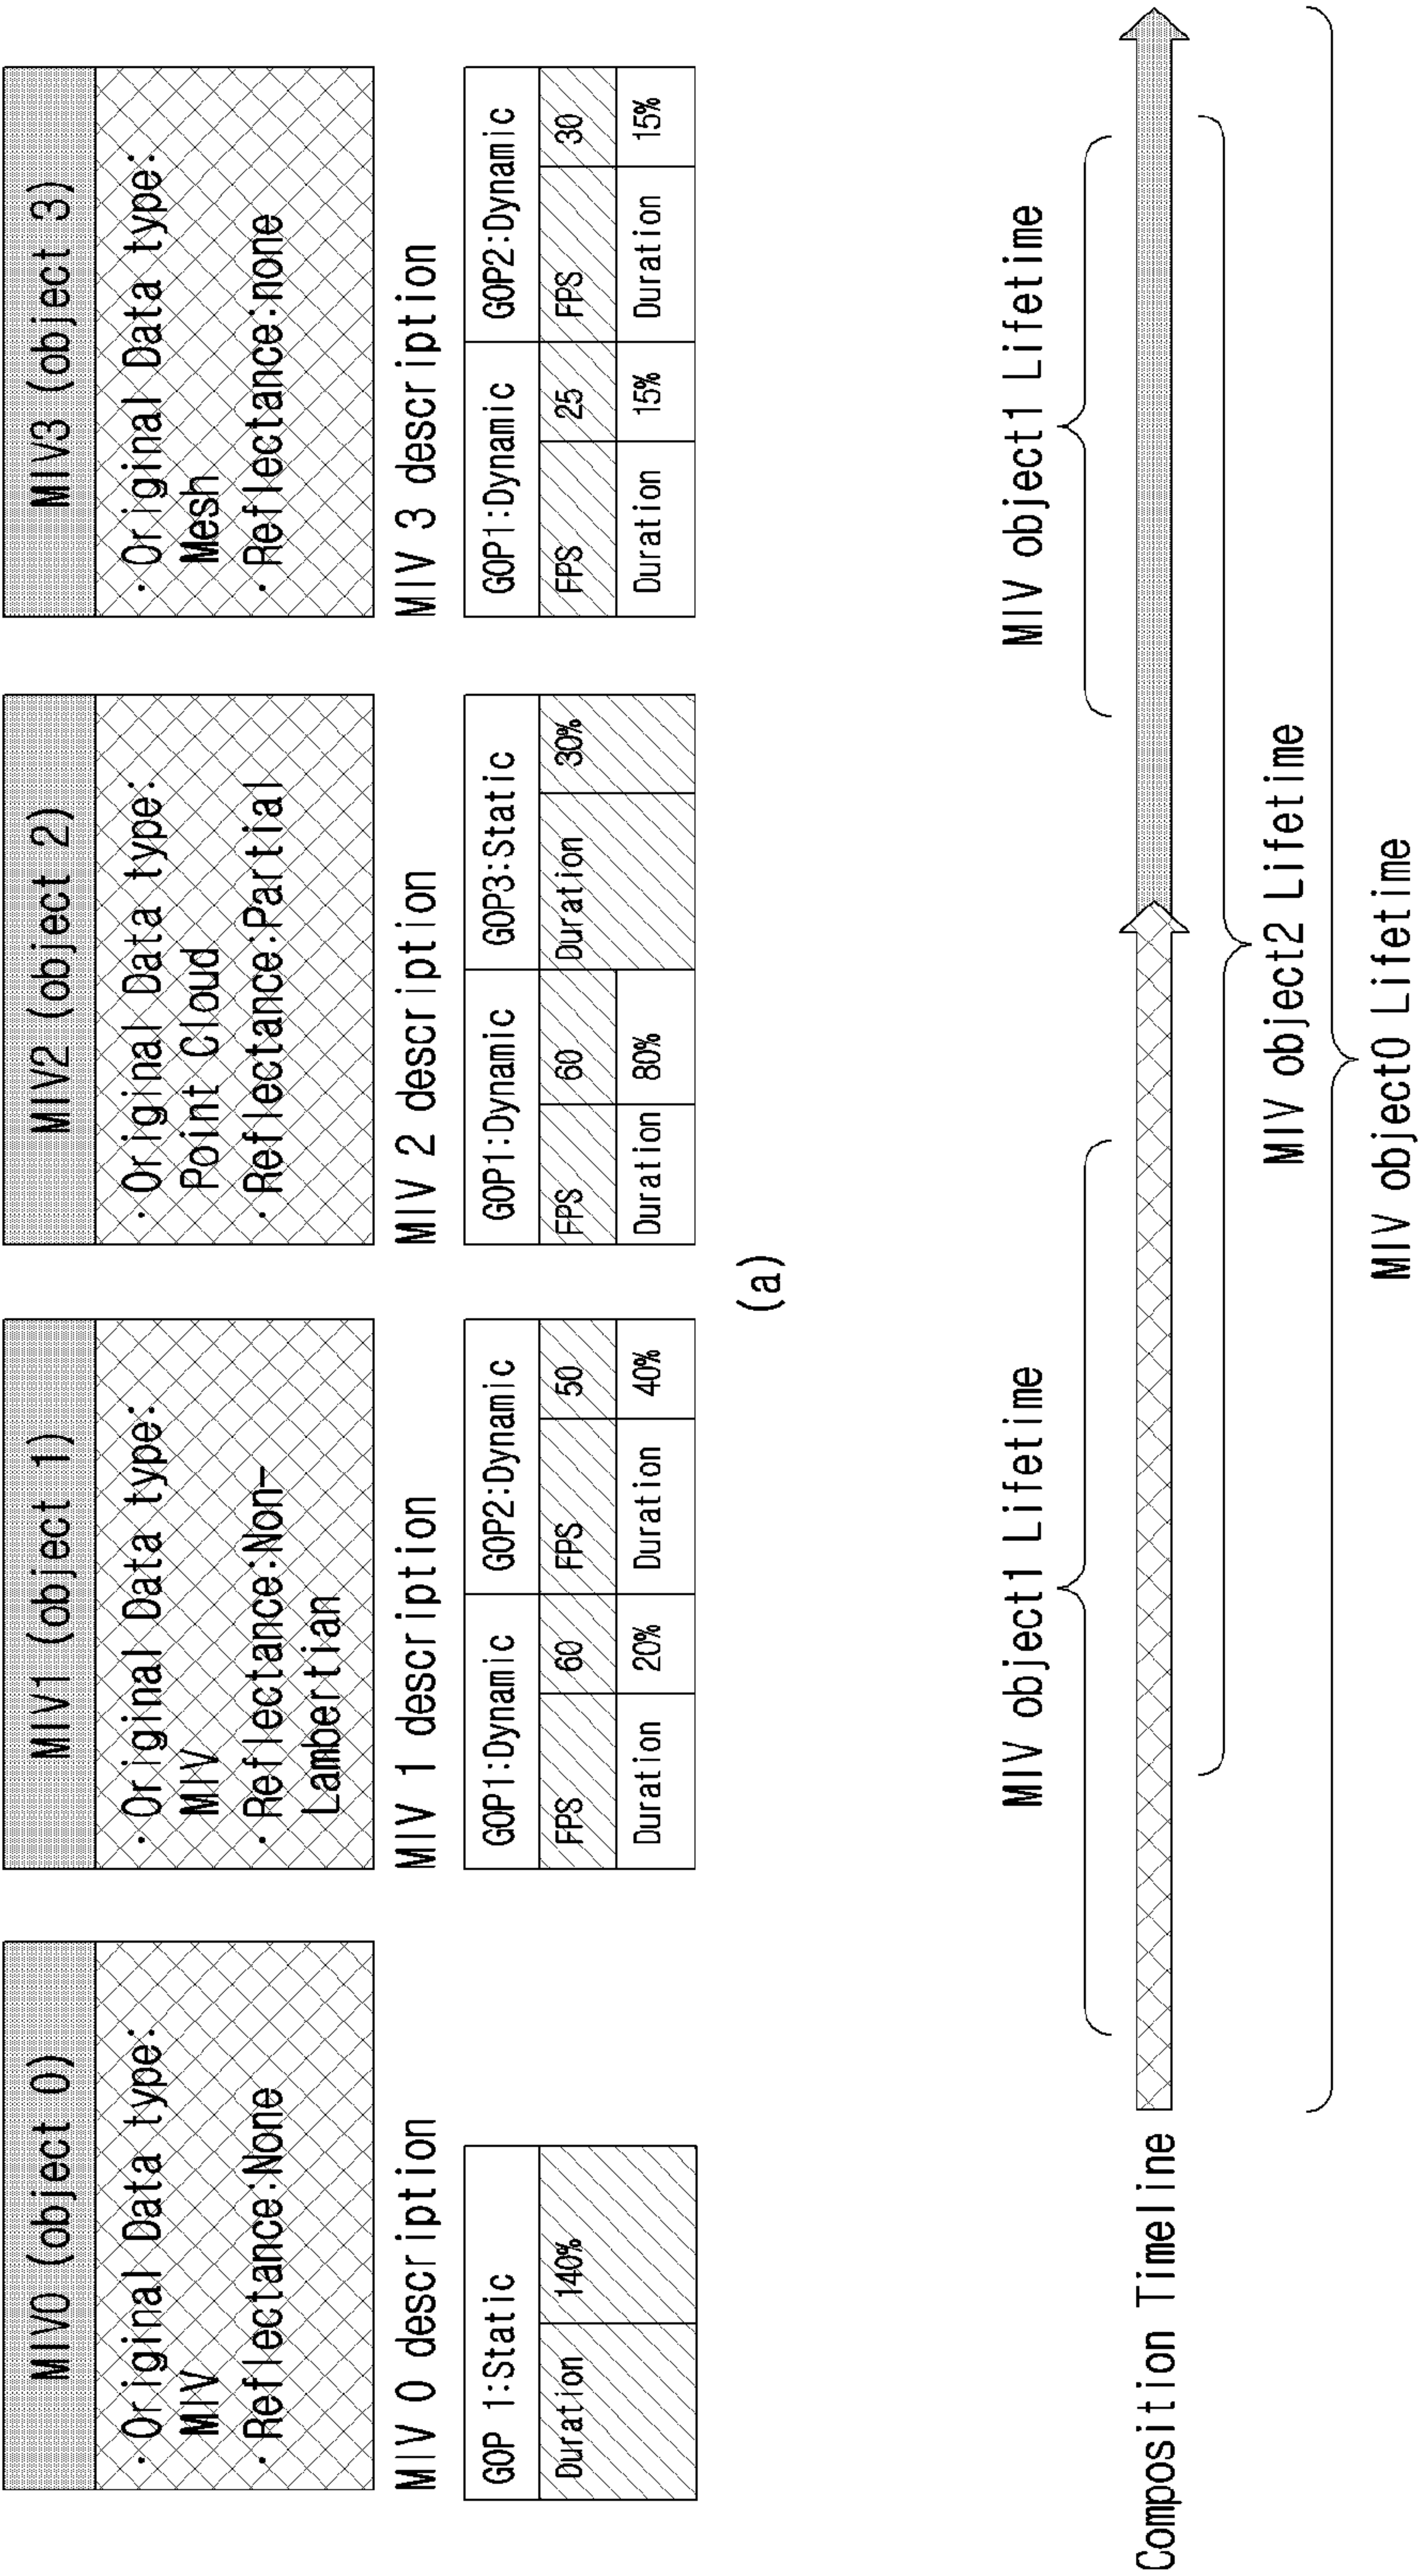 MIV0 (object 0)
· Original Data type:
MIV
· Reflectance:None
MIV 0 description
GOP 1:Static
Duration 140%
MIV1 (object 1)
· Original Data type:
MIV
· Reflectance:Non-
Lambertian
MIV 1 description
GOP1:Dynamic GOP2:Dynamic
FPS 60 FPS 50
Duration 20% Duration 40%
MIV2 (object 2)
· Original Data type:
Point Cloud
· Reflectance:Partial
MIV 2 description
GOP1:Dynamic GOP3:Static
FPS 60 Duration 30%
Duration 80%
MIV3 (object 3)
· Original Data type:
Mesh
· Reflectance:none
MIV 3 description
GOP1:Dynamic GOP2:Dynamic
FPS 25 FPS 30
Duration 15% Duration 15%
(a)
MIV object1 Lifetime
MIV object1 Lifetime
Composition Timeline
MIV object2 Lifetime
MIV object0 Lifetime